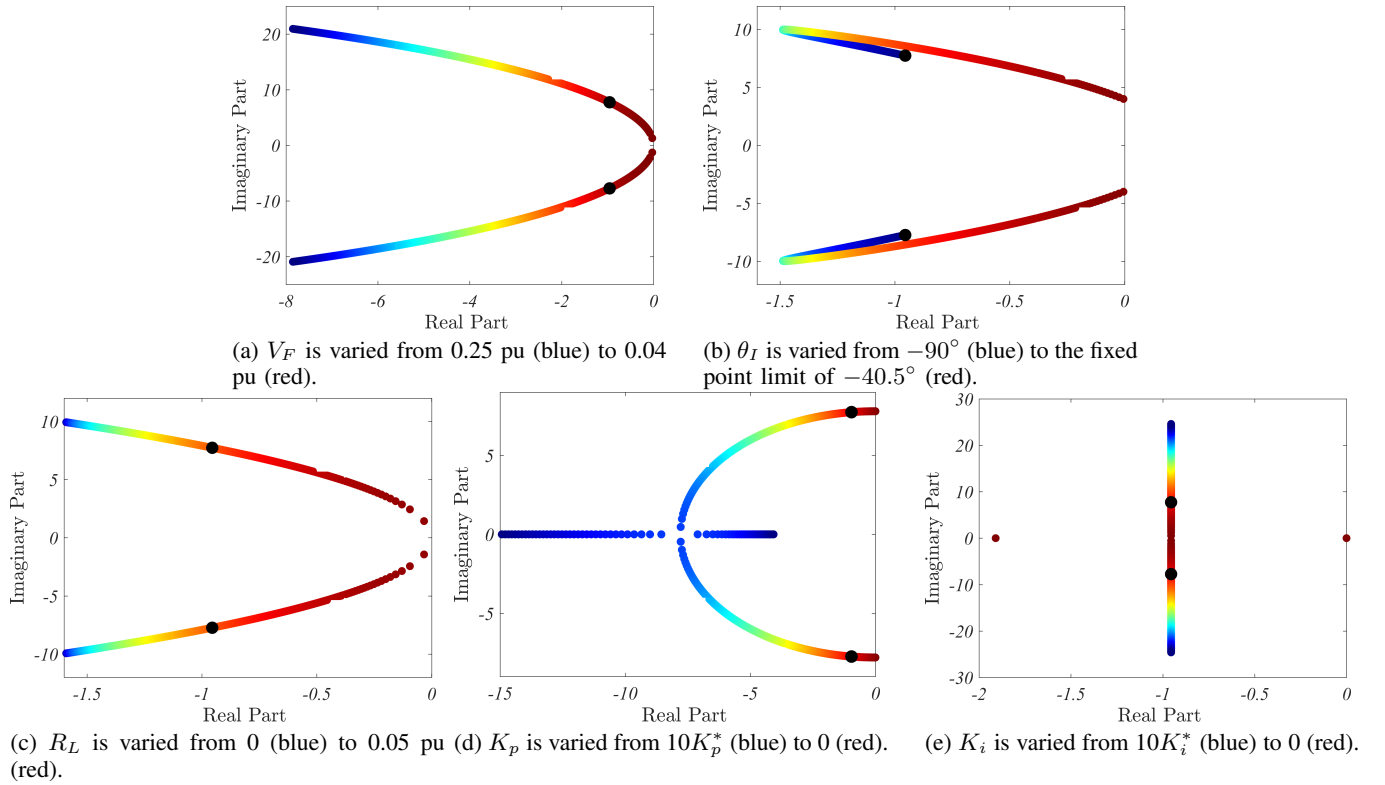 20
10
0
-10
-20
Imaginary Part
-8
-6
-4
-2
0
Real Part
(a) V_F is varied from 0.25 pu (blue) to 0.04
pu (red).
10
5
0
-5
-10
Imaginary Part
-1.5
-1
-0.5
0
Real Part
(b) θ_I is varied from −90° (blue) to the fixed
point limit of −40.5° (red).
10
5
0
-5
-10
Imaginary Part
-1.5
-1
-0.5
0
Real Part
(c) R_L is varied from 0 (blue) to 0.05 pu
(red).
5
0
-5
Imaginary Part
-15
-10
-5
0
Real Part
(d) K_p is varied from 10K_p^* (blue) to 0 (red).
30
20
10
0
-10
-20
-30
Imaginary Part
-2
-1.5
-1
-0.5
0
Real Part
(e) K_i is varied from 10K_i^* (blue) to 0 (red).